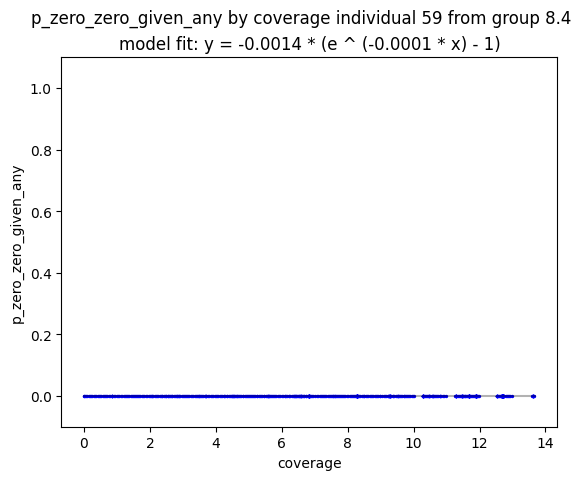 p_zero_zero_given_any by coverage individual 59 from group 8.4
model fit: y = -0.0014 * (e ^ (-0.0001 * x) - 1)
1.0
0.8
0.6
0.4
0.2
0.0
p_zero_zero_given_any
0 2 4 6 8 10 12 14
coverage